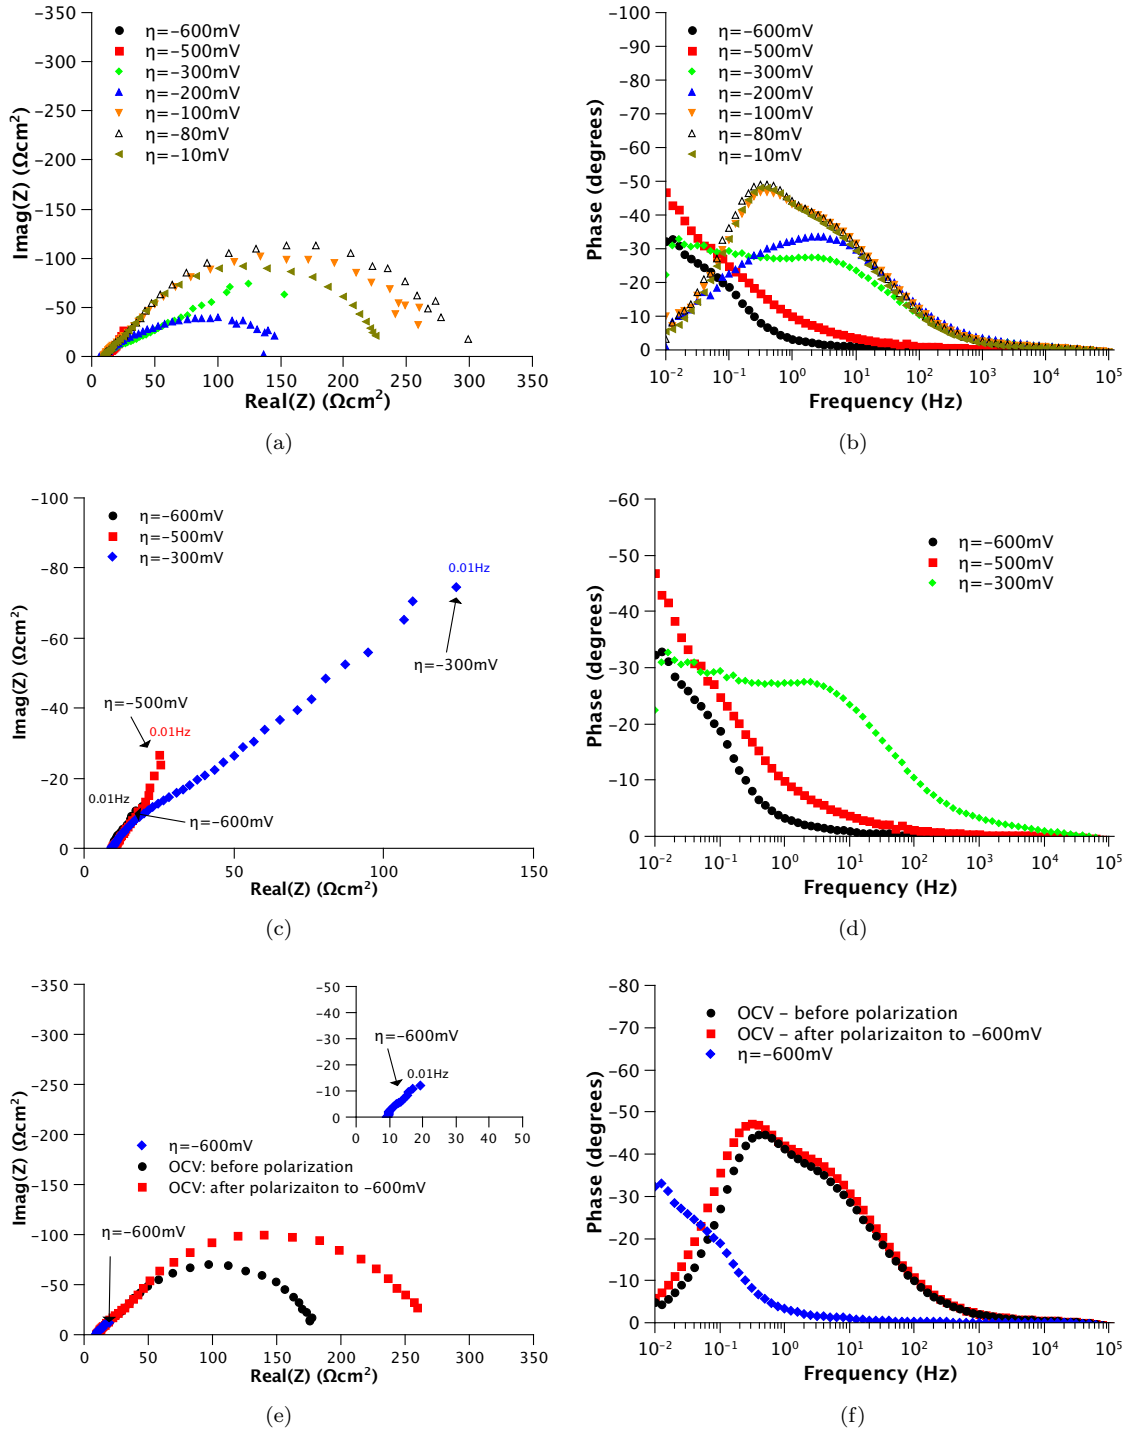 -350
-300
-250
-200
-150
-100
-50
0
Imag(Z) (Ωcm²)
η=-600mV
η=-500mV
η=-300mV
η=-200mV
η=-100mV
η=-80mV
η=-10mV
0 50 100 150 200 250 300 350
Real(Z) (Ωcm²)
(a)
-100
-90
-80
-70
-60
-50
-40
-30
-20
-10
0
Phase (degrees)
η=-600mV
η=-500mV
η=-300mV
η=-200mV
η=-100mV
η=-80mV
η=-10mV
10⁻² 10⁻¹ 10⁰ 10¹ 10² 10³ 10⁴ 10⁵
Frequency (Hz)
(b)
-100
-80
-60
-40
-20
0
Imag(Z) (Ωcm²)
η=-600mV
η=-500mV
η=-300mV
0.01Hz
η=-300mV
η=-500mV
0.01Hz
0.01Hz
η=-600mV
0 50 100 150
Real(Z) (Ωcm²)
(c)
-60
-50
-40
-30
-20
-10
0
Phase (degrees)
η=-600mV
η=-500mV
η=-300mV
10⁻² 10⁻¹ 10⁰ 10¹ 10² 10³ 10⁴ 10⁵
Frequency (Hz)
(d)
-350
-300
-250
-200
-150
-100
-50
0
Imag(Z) (Ωcm²)
-50
-40
-30
-20
-10
0
η=-600mV
0.01Hz
0 10 20 30 40 50
η=-600mV
OCV: before polarization
OCV: after polarizaiton to -600mV
η=-600mV
0 50 100 150 200 250 300 350
Real(Z) (Ωcm²)
(e)
-80
-70
-60
-50
-40
-30
-20
-10
0
Phase (degrees)
OCV – before polarization
OCV – after polarizaiton to -600mV
η=-600mV
10⁻² 10⁻¹ 10⁰ 10¹ 10² 10³ 10⁴ 10⁵
Frequency (Hz)
(f)